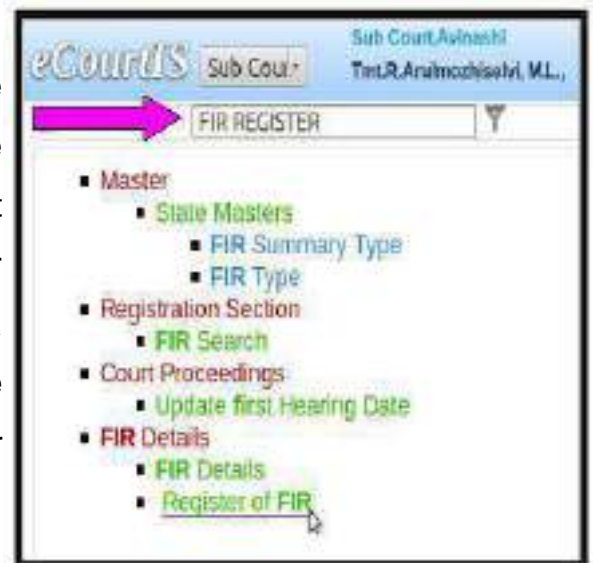 eCourtIS Sub Cour Sub Court,Avinashi
Tmt.R.Arulmozhiselvi, M.L.,
FIR REGISTER
Master
State Masters
FIR Summary Type
FIR Type
Registration Section
FIR Search
Court Proceedings
Update first Hearing Date
FIR Details
FIR Details
Register of FIR